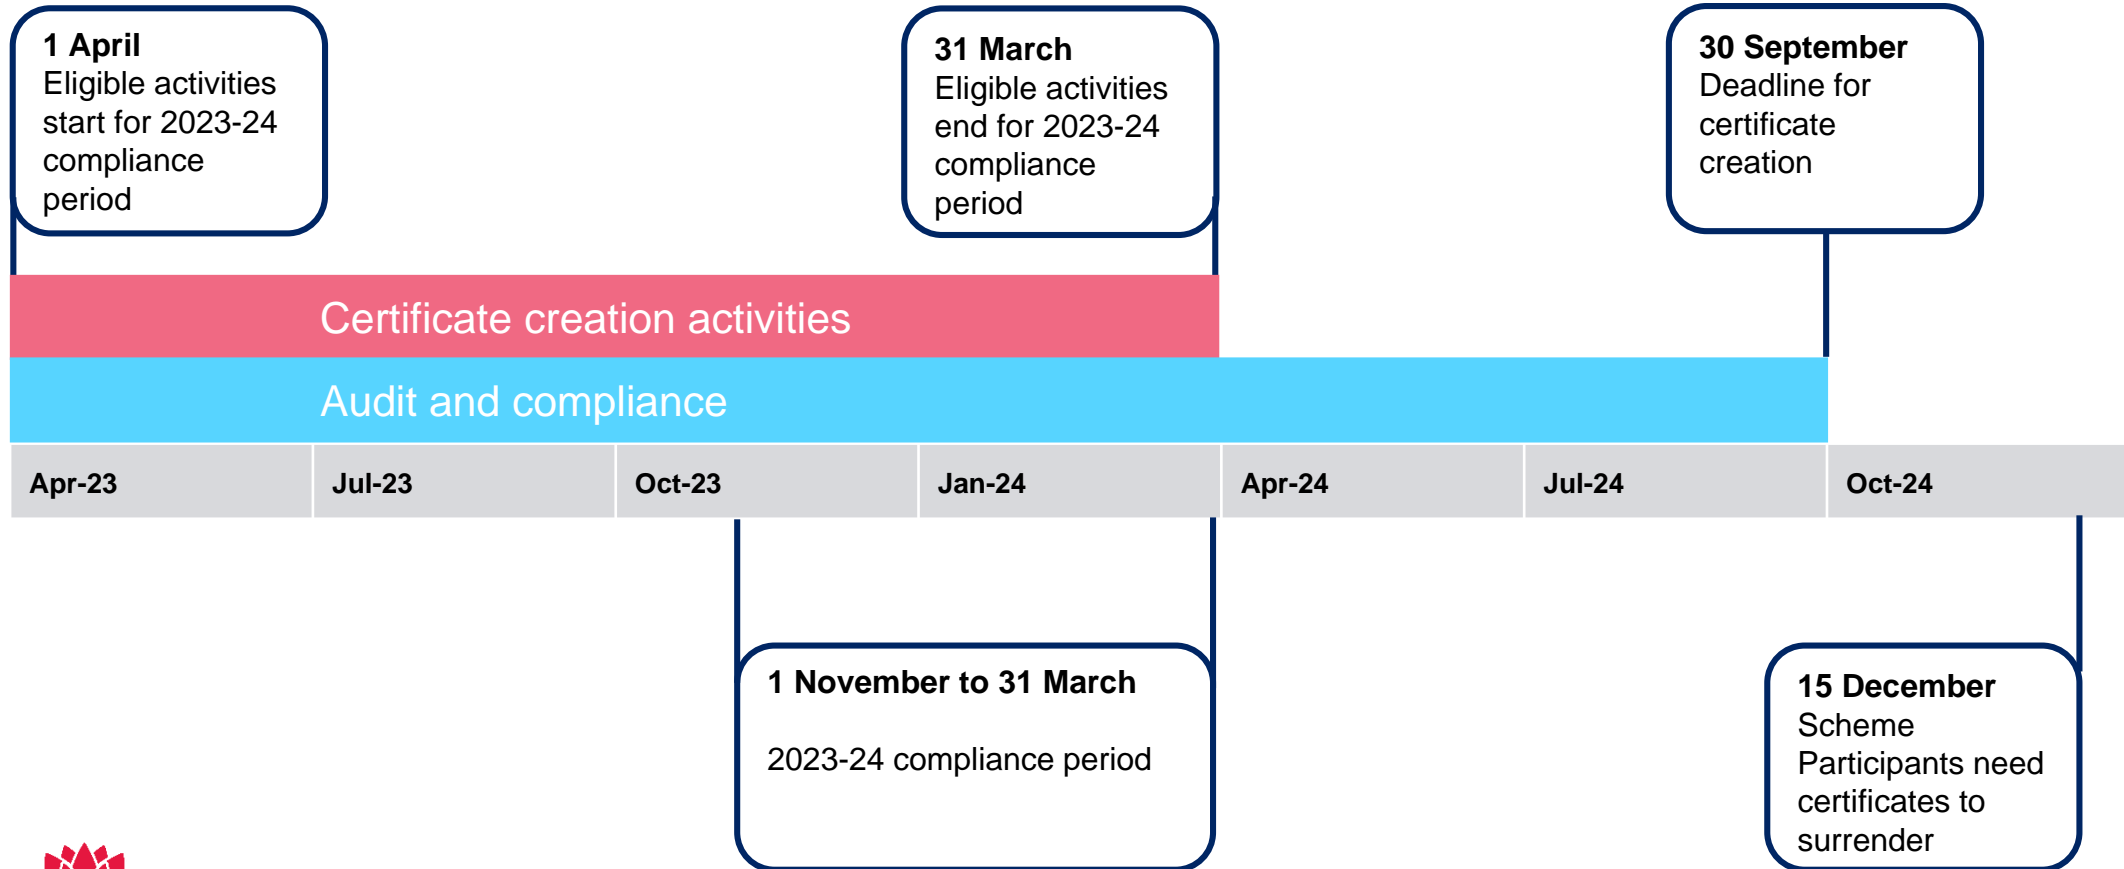 1 April
Eligible activities
start for 2023-24
compliance
period
31 March
Eligible activities
end for 2023-24
compliance
period
30 September
Deadline for
certificate
creation
Certificate creation activities
Audit and compliance
Apr-23
Jul-23
Oct-23
Jan-24
Apr-24
Jul-24
Oct-24
1 November to 31 March
2023-24 compliance period
15 December
Scheme
Participants need
certificates to
surrender